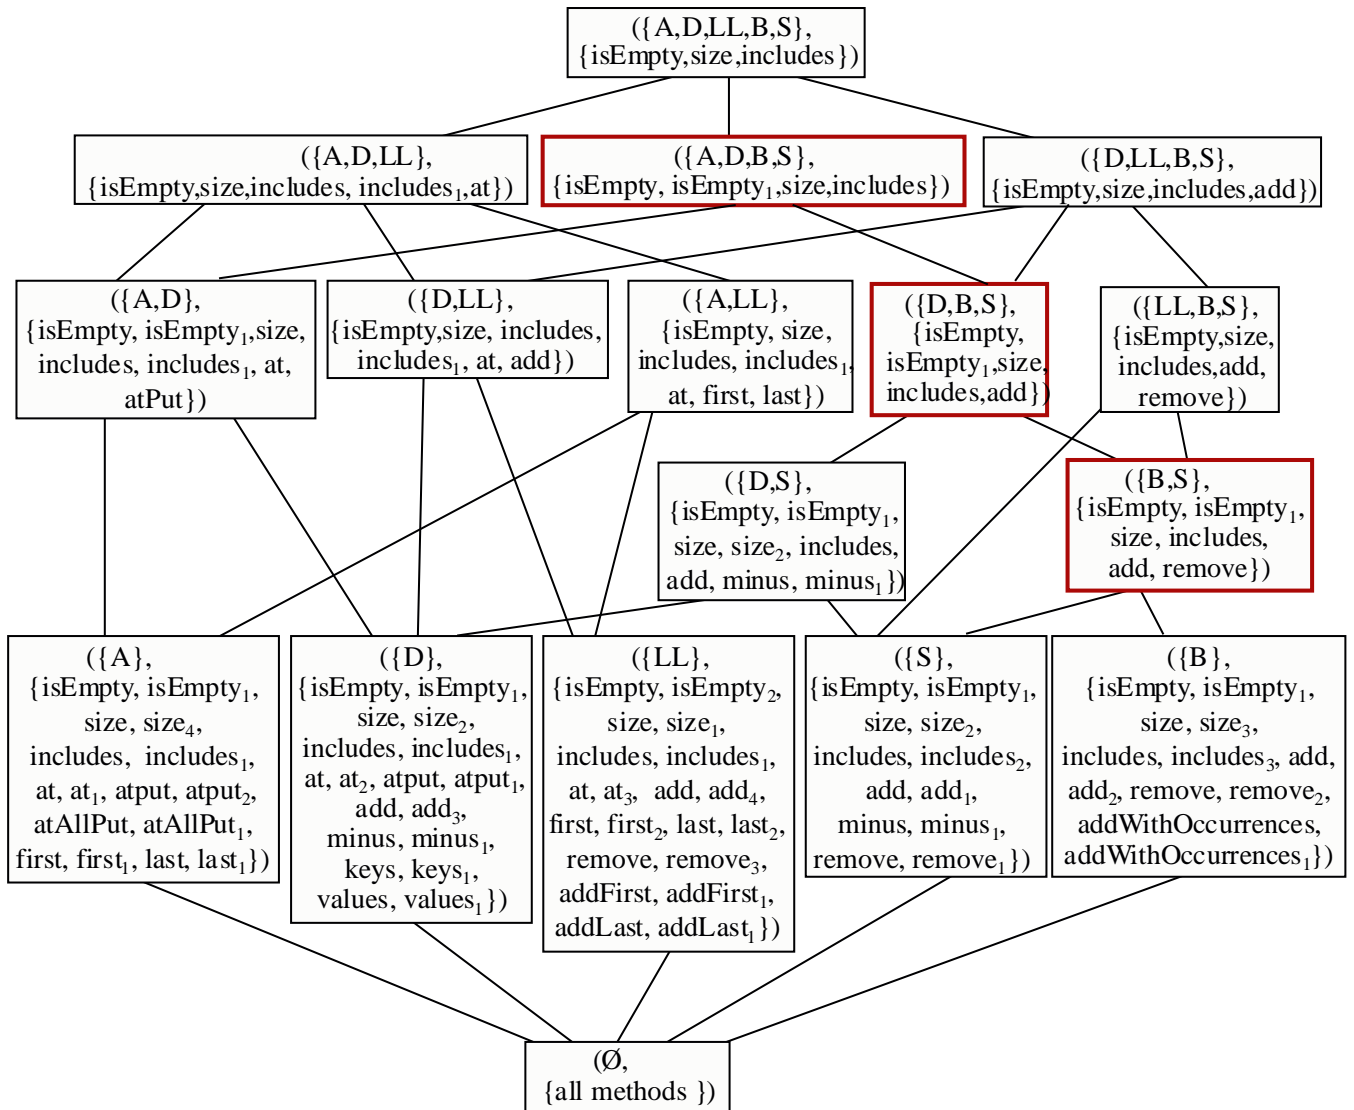 ({A,D,LL,B,S},
{isEmpty,size,includes})
({A,D,LL},
{isEmpty,size,includes, includes₁,at})
({A,D,B,S},
{isEmpty, isEmpty₁,size,includes})
({D,LL,B,S},
{isEmpty,size,includes,add})
({A,D},
{isEmpty, isEmpty₁,size,
includes, includes₁, at,
atPut})
({D,LL},
{isEmpty,size, includes,
includes₁, at, add})
({A,LL},
{isEmpty, size,
includes, includes₁,
at, first, last})
({D,B,S},
{isEmpty,
isEmpty₁,size,
includes,add})
({LL,B,S},
{isEmpty,size,
includes,add,
remove})
({D,S},
{isEmpty, isEmpty₁,
size, size₂, includes,
add, minus, minus₁})
({B,S},
{isEmpty, isEmpty₁,
size, includes,
add, remove})
({A},
{isEmpty, isEmpty₁,
size, size₄,
includes, includes₁,
at, at₁, atput, atput₂,
atAllPut, atAllPut₁,
first, first₁, last, last₁})
({D},
{isEmpty, isEmpty₁,
size, size₂,
includes, includes₁,
at, at₂, atput, atput₁,
add, add₃,
minus, minus₁,
keys, keys₁,
values, values₁})
({LL},
{isEmpty, isEmpty₂,
size, size₁,
includes, includes₁,
at, at₃, add, add₄,
first, first₂, last, last₂,
remove, remove₃,
addFirst, addFirst₁,
addLast, addLast₁})
({S},
{isEmpty, isEmpty₁,
size, size₂,
includes, includes₂,
add, add₁,
minus, minus₁,
remove, remove₁})
({B},
{isEmpty, isEmpty₁,
size, size₃,
includes, includes₃, add,
add₂, remove, remove₂,
addWithOccurrences,
addWithOccurrences₁})
(Ø,
{all methods })